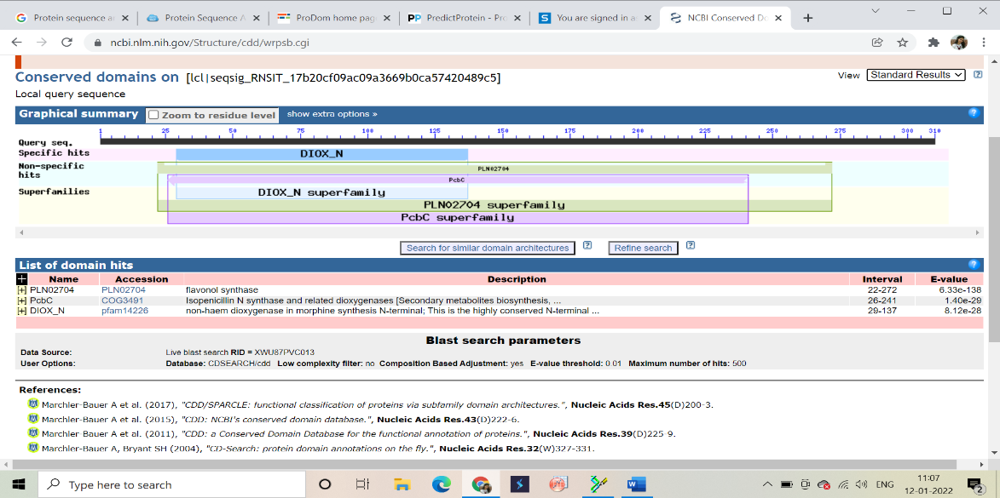 Protein sequence an
Protein Sequence A
ProDom home page
PredictProtein - Pro
You are signed in as
NCBI Conserved Do
ncbi.nlm.nih.gov/Structure/cdd/wrpsb.cgi
Conserved domains on [lcl|seqsig_RNSIT_17b20cf09ac09a3669b0ca57420489c5]
View Standard Results
Local query sequence
Graphical summary Zoom to residue level show extra options »
1 25 50 75 100 125 150 175 200 225 250 275 300 310
Query seq.
Specific hits DIOX_N
Non-specific hits PLN02704
PcbC
Superfamilies DIOX_N superfamily
PLN02704 superfamily
PcbC superfamily
Search for similar domain architectures ? Refine search ?
List of domain hits ?
+ Name Accession Description Interval E-value
[+] PLN02704 PLN02704 flavonol synthase 22-272 6.33e-138
[+] PcbC COG3491 Isopenicillin N synthase and related dioxygenases [Secondary metabolites biosynthesis, ... 26-241 1.40e-29
[+] DIOX_N pfam14226 non-haem dioxygenase in morphine synthesis N-terminal; This is the highly conserved N-terminal ... 29-137 8.12e-28
Blast search parameters
Data Source: Live blast search RID = XWU87PVC013
User Options: Database: CDSEARCH/cdd Low complexity filter: no Composition Based Adjustment: yes E-value threshold: 0.01 Maximum number of hits: 500
References:
Marchler-Bauer A et al. (2017), "CDD/SPARCLE: functional classification of proteins via subfamily domain architectures.", Nucleic Acids Res.45(D)200-3.
Marchler-Bauer A et al. (2015), "CDD: NCBI's conserved domain database.", Nucleic Acids Res.43(D)222-6.
Marchler-Bauer A et al. (2011), "CDD: a Conserved Domain Database for the functional annotation of proteins.", Nucleic Acids Res.39(D)225-9.
Marchler-Bauer A, Bryant SH (2004), "CD-Search: protein domain annotations on the fly.", Nucleic Acids Res.32(W)327-331.
Type here to search
ENG
11:07
12-01-2022
2